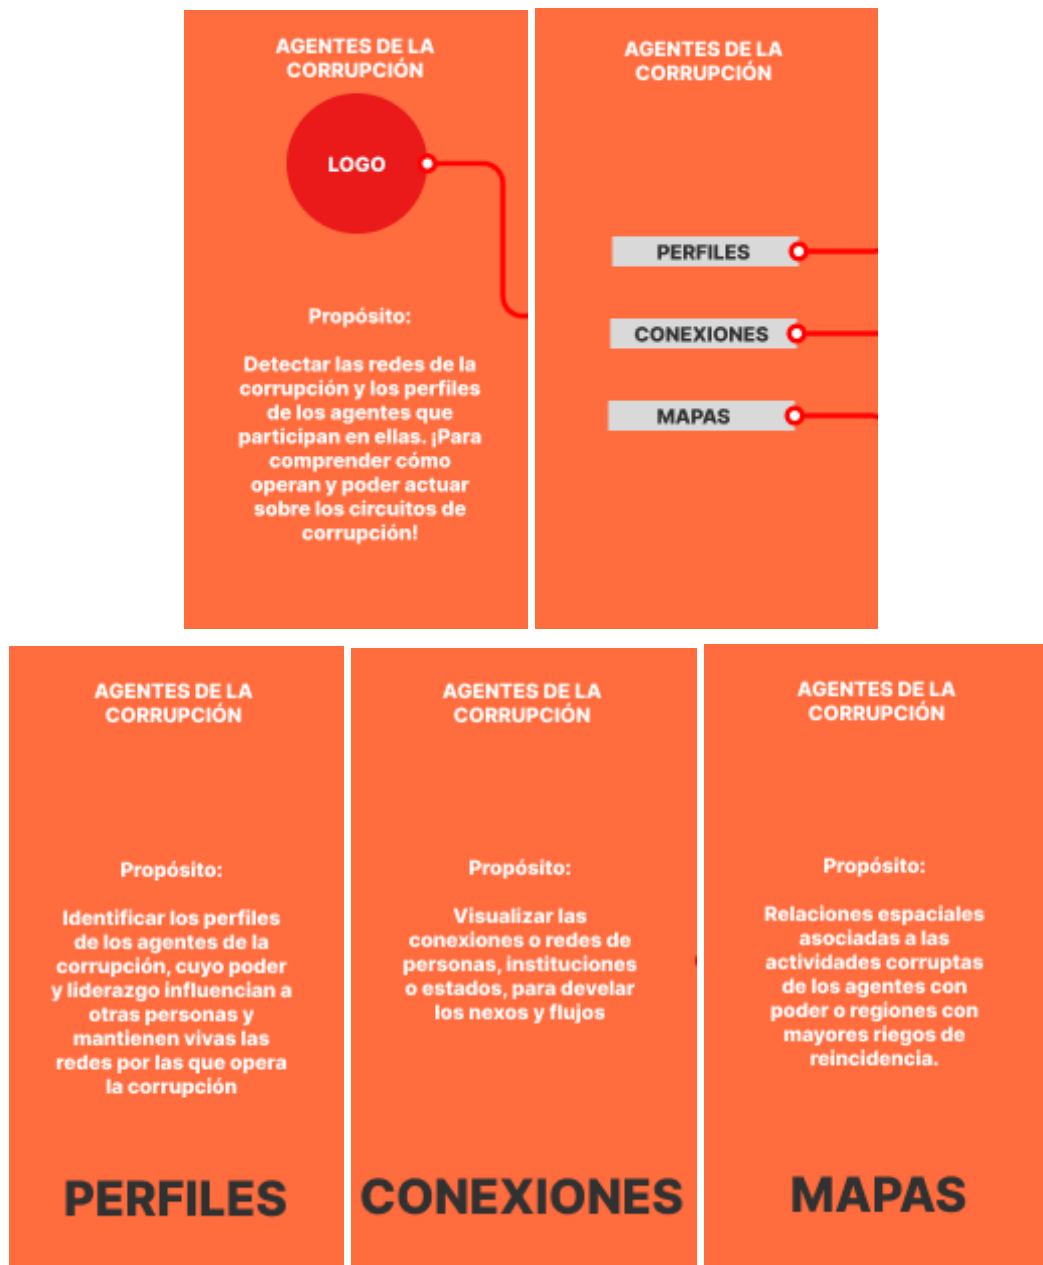 AGENTES DE LA
CORRUPCIÓN
LOGO
Propósito:
Detectar las redes de la
corrupción y los perfiles
de los agentes que
participan en ellas. ¡Para
comprender cómo
operan y poder actuar
sobre los circuitos de
corrupción!
AGENTES DE LA
CORRUPCIÓN
PERFILES
CONEXIONES
MAPAS
AGENTES DE LA
CORRUPCIÓN
Propósito:
Identificar los perfiles
de los agentes de la
corrupción, cuyo poder
y liderazgo influencian a
otras personas y
mantienen vivas las
redes por las que opera
la corrupción
PERFILES
AGENTES DE LA
CORRUPCIÓN
Propósito:
Visualizar las
conexiones o redes de
personas, instituciones
o estados, para develar
los nexos y flujos
CONEXIONES
AGENTES DE LA
CORRUPCIÓN
Propósito:
Relaciones espaciales
asociadas a las
actividades corruptas
de los agentes con
poder o regiones con
mayores riegos de
reincidencia.
MAPAS